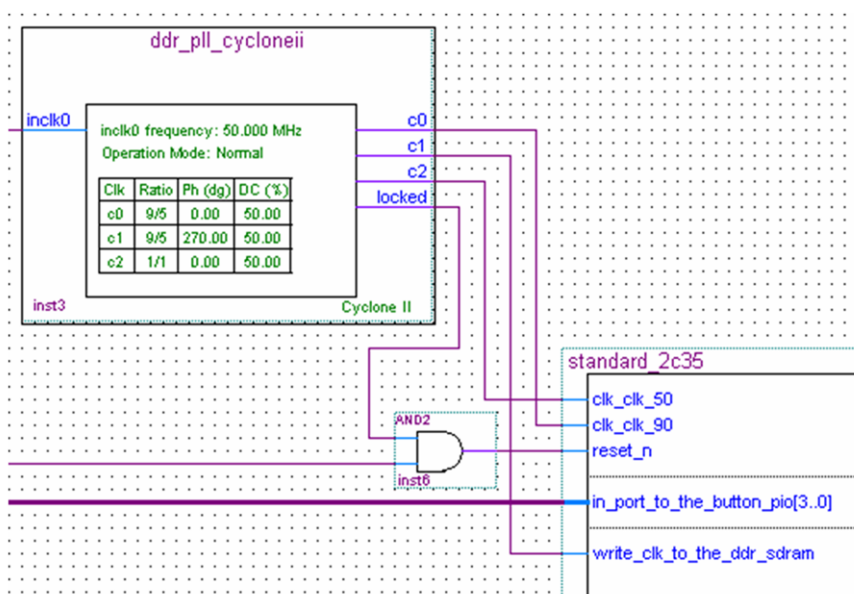 ddr_pll_cycloneii
inclk0
inclk0 frequency: 50.000 MHz
Operation Mode: Normal
Clk Ratio Ph (dg) DC (%)
c0 9/5 0.00 50.00
c1 9/5 270.00 50.00
c2 1/1 0.00 50.00
c0
c1
c2
locked
inst3
Cyclone II
AND2
inst6
standard_2c35
clk_clk_50
clk_clk_90
reset_n
in_port_to_the_button_pio[3..0]
write_clk_to_the_ddr_sdram